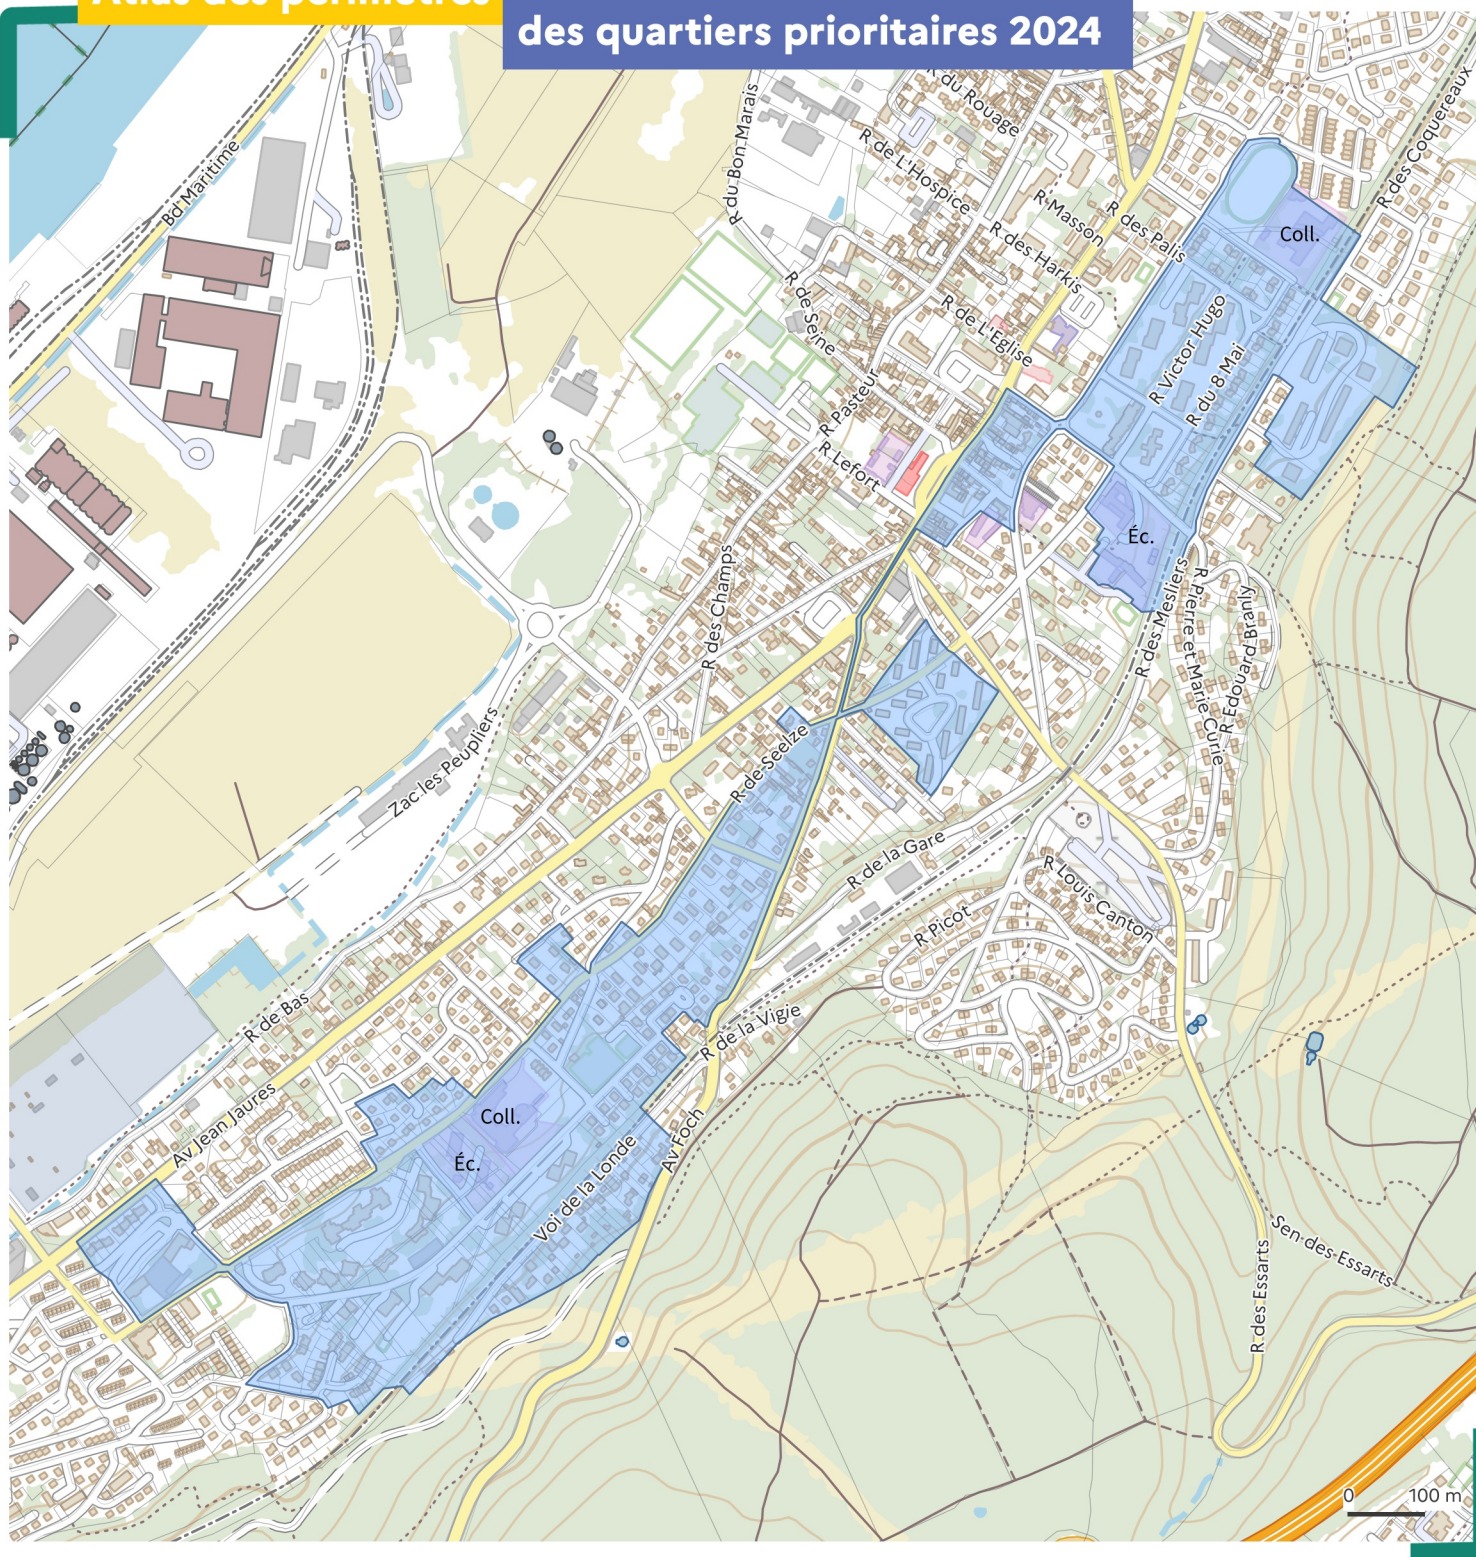 Atlas des périmètres
des quartiers prioritaires 2024
Bd Maritime
R du Bon Marais
R du Rouage
R de L'Hospice
R Masson
R des Palis
R des Harkis
R des Coquereaux
Coll.
R de Seine
R de L'Eglise
R Victor Hugo
R du 8 Mai
R Pasteur
R Lefort
Éc.
R des Champs
R des Mesliers
R Pierre et Marie Curie
R Edouard Branly
Zac les Peupliers
R de Seelze
R de la Gare
R Louis Canton
R Picot
R de Bas
R de la Vigie
Av Jean Jaures
Coll.
Éc.
Av Foch
Voi de la Londe
Sen des Essarts
R des Essarts
0 100 m